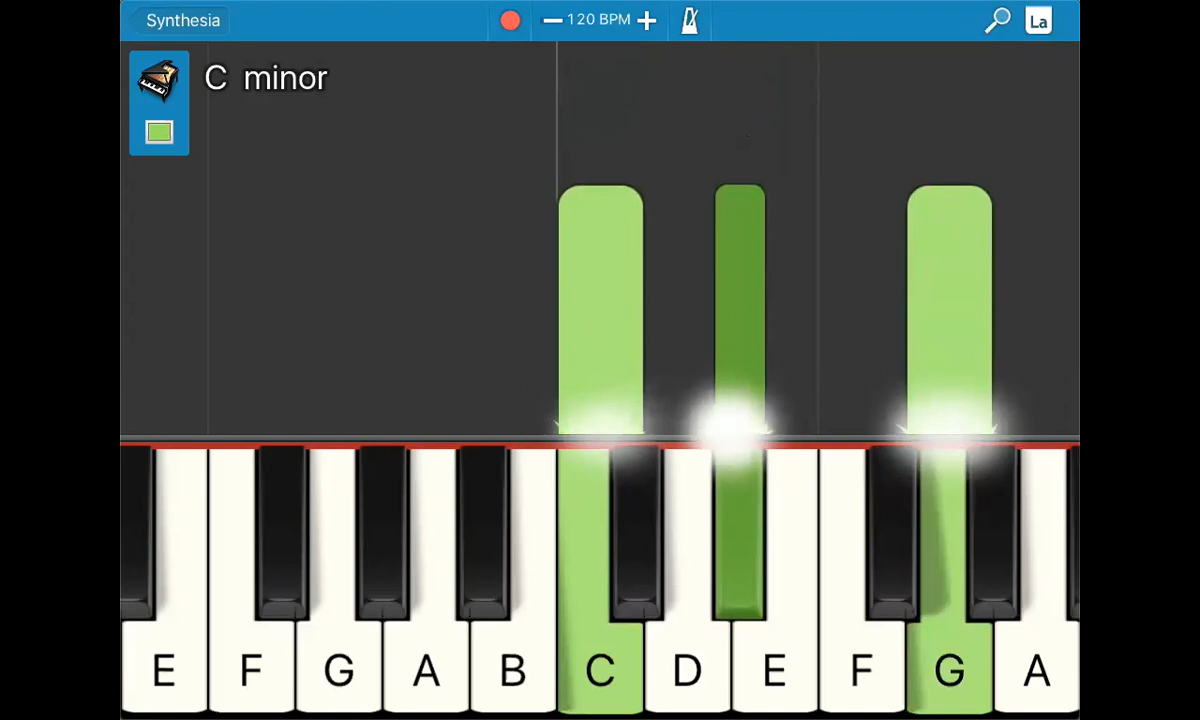 Synthesia
120 BPM
La
C minor
E F G A B C D E F G A